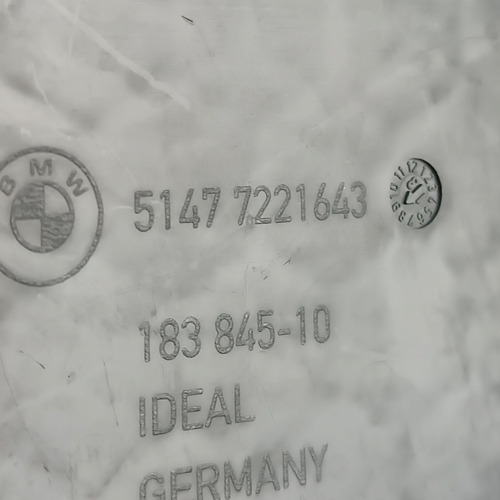 BMW
5147 7221643
183 845-10
IDEAL
GERMANY